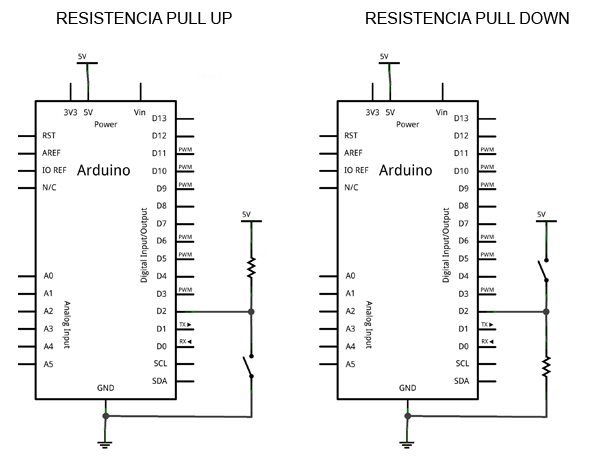 RESISTENCIA PULL UP
5V
3V3 5V Vin
Power
Arduino
RST
AREF
IO REF
N/C
A0
A1
A2
A3
A4
A5
Analog Input
D13
D12
D11 PWM
D10 PWM
D9 PWM
D8
D7
D6 PWM
D5 PWM
D4
D3 PWM
D2
D1 TX
D0 RX
SCL
SDA
Digital Input/Output
GND
5V
RESISTENCIA PULL DOWN
5V
3V3 5V Vin
Power
Arduino
RST
AREF
IO REF
N/C
A0
A1
A2
A3
A4
A5
Analog Input
D13
D12
D11 PWM
D10 PWM
D9 PWM
D8
D7
D6 PWM
D5 PWM
D4
D3 PWM
D2
D1 TX
D0 RX
SCL
SDA
Digital Input/Output
GND
5V